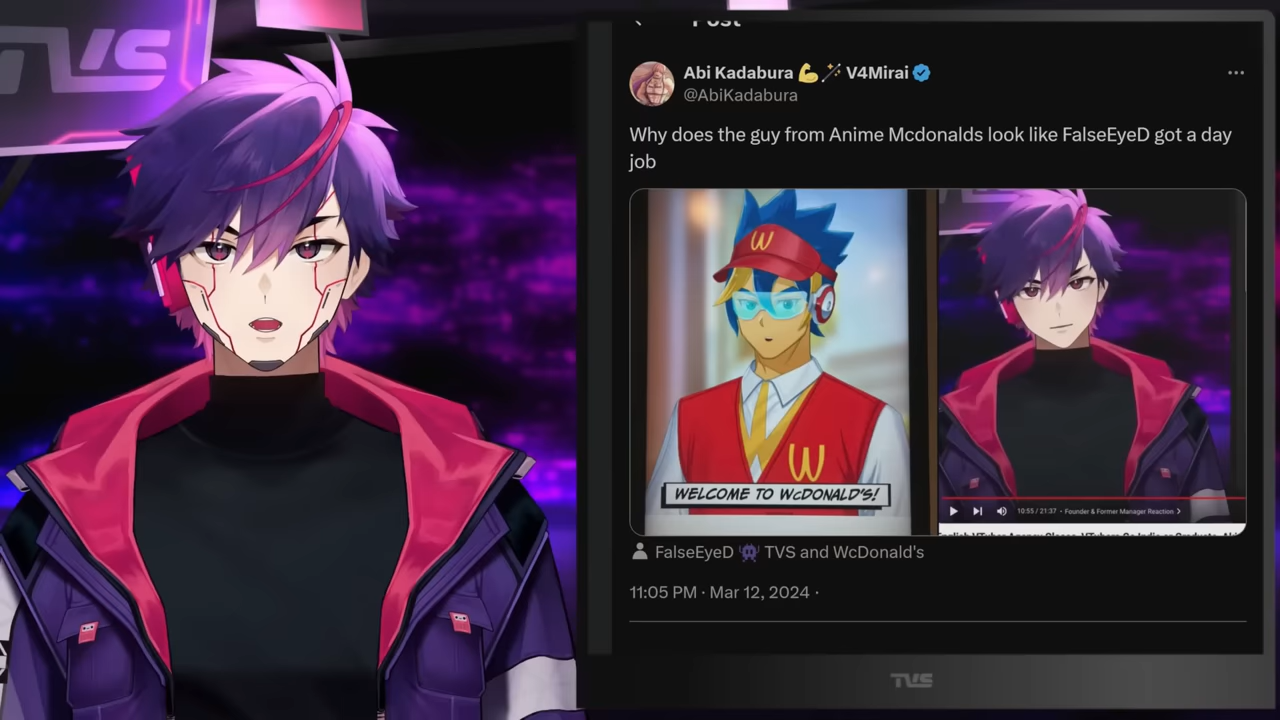 TVS
Post
Abi Kadabura 💪🪄 V4Mirai
@AbiKadabura
Why does the guy from Anime Mcdonalds look like FalseEyeD got a day
job
W
W
WELCOME TO WcDONALD'S!
10:55 / 21:37 • Founder & Former Manager Reaction >
FalseEyeD 👾 TVS and WcDonald's
11:05 PM · Mar 12, 2024 ·
TVS